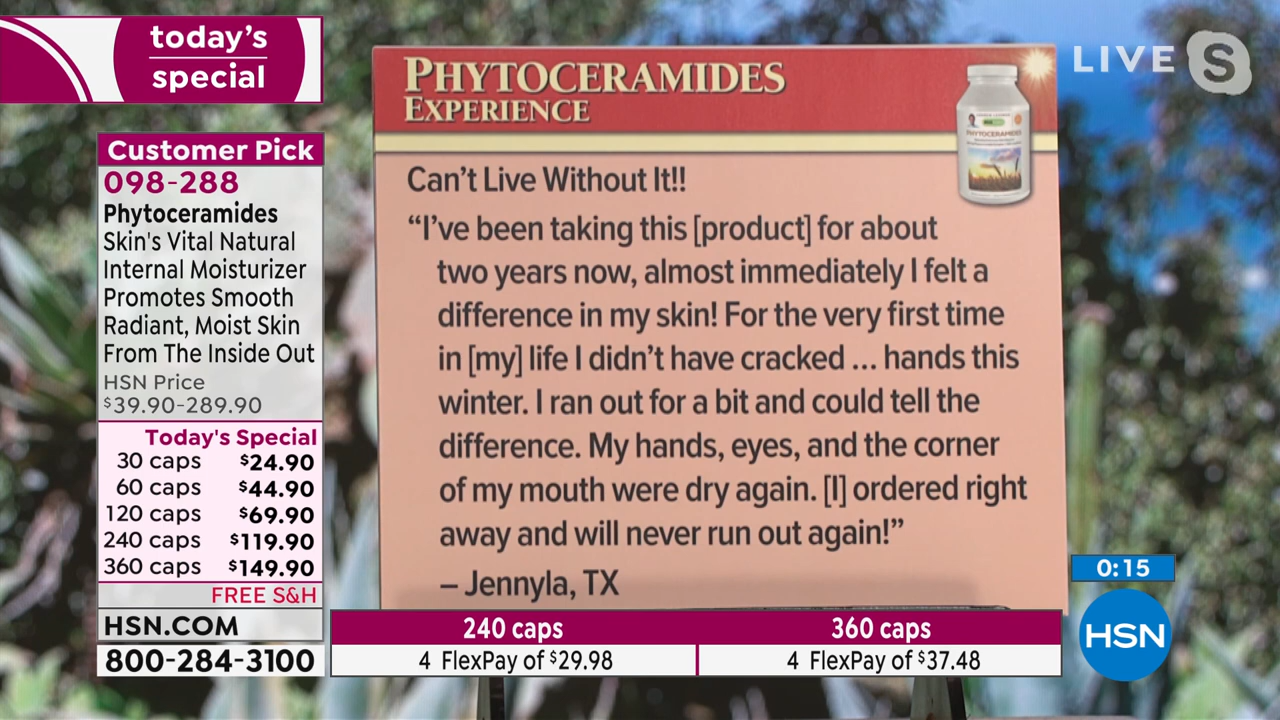 today's
special
Customer Pick
098-288
Phytoceramides
Skin's Vital Natural
Internal Moisturizer
Promotes Smooth
Radiant, Moist Skin
From The Inside Out
HSN Price
$39.90-289.90
Today's Special
30 caps $24.90
60 caps $44.90
120 caps $69.90
240 caps $119.90
360 caps $149.90
FREE S&H
HSN.COM
800-284-3100
PHYTOCERAMIDES
EXPERIENCE
PHYTOCERAMIDES
Can't Live Without It!!
“I've been taking this [product] for about
two years now, almost immediately I felt a
difference in my skin! For the very first time
in [my] life I didn't have cracked ... hands this
winter. I ran out for a bit and could tell the
difference. My hands, eyes, and the corner
of my mouth were dry again. [I] ordered right
away and will never run out again!”
– Jennyla, TX
LIVE S
0:15
HSN
240 caps 360 caps
4 FlexPay of $29.98 4 FlexPay of $37.48